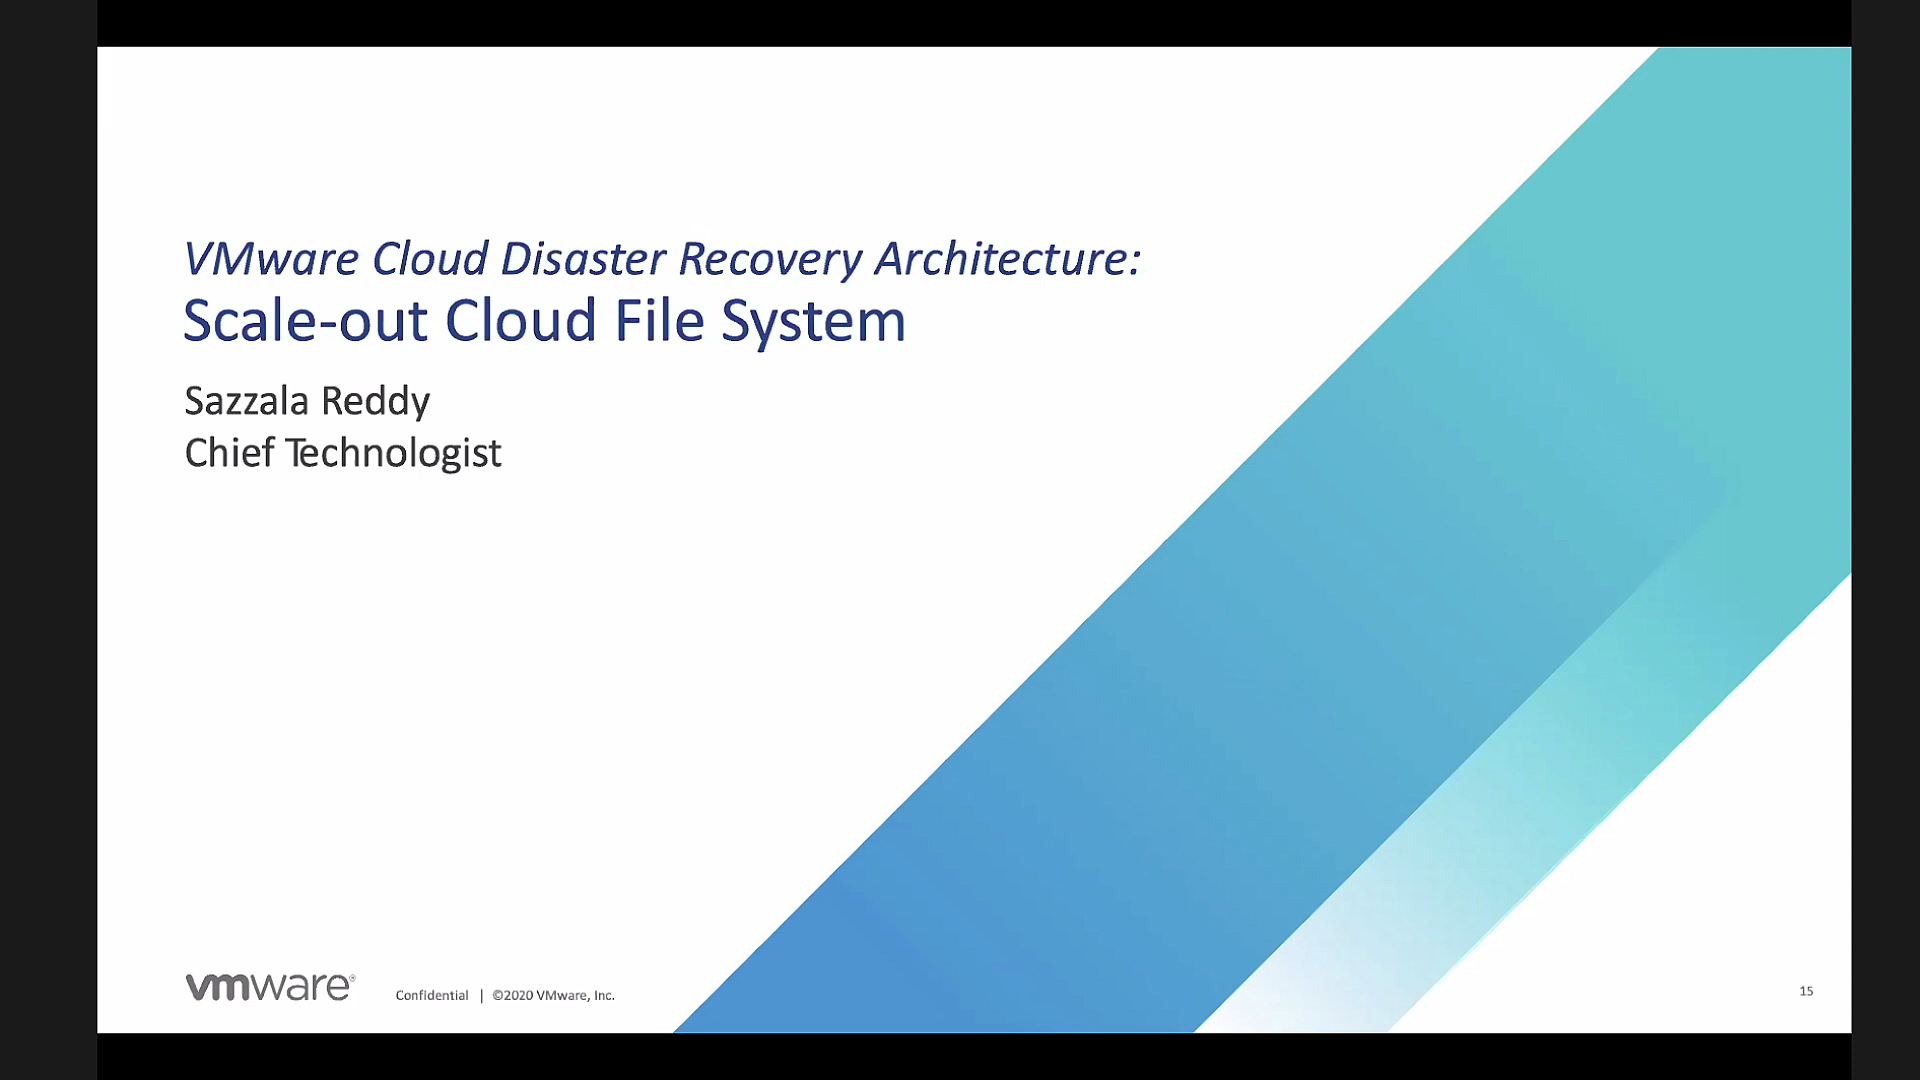 VMware Cloud Disaster Recovery Architecture:
Scale-out Cloud File System
Sazzala Reddy
Chief Technologist
vmware®
Confidential | ©2020 VMware, Inc.
15